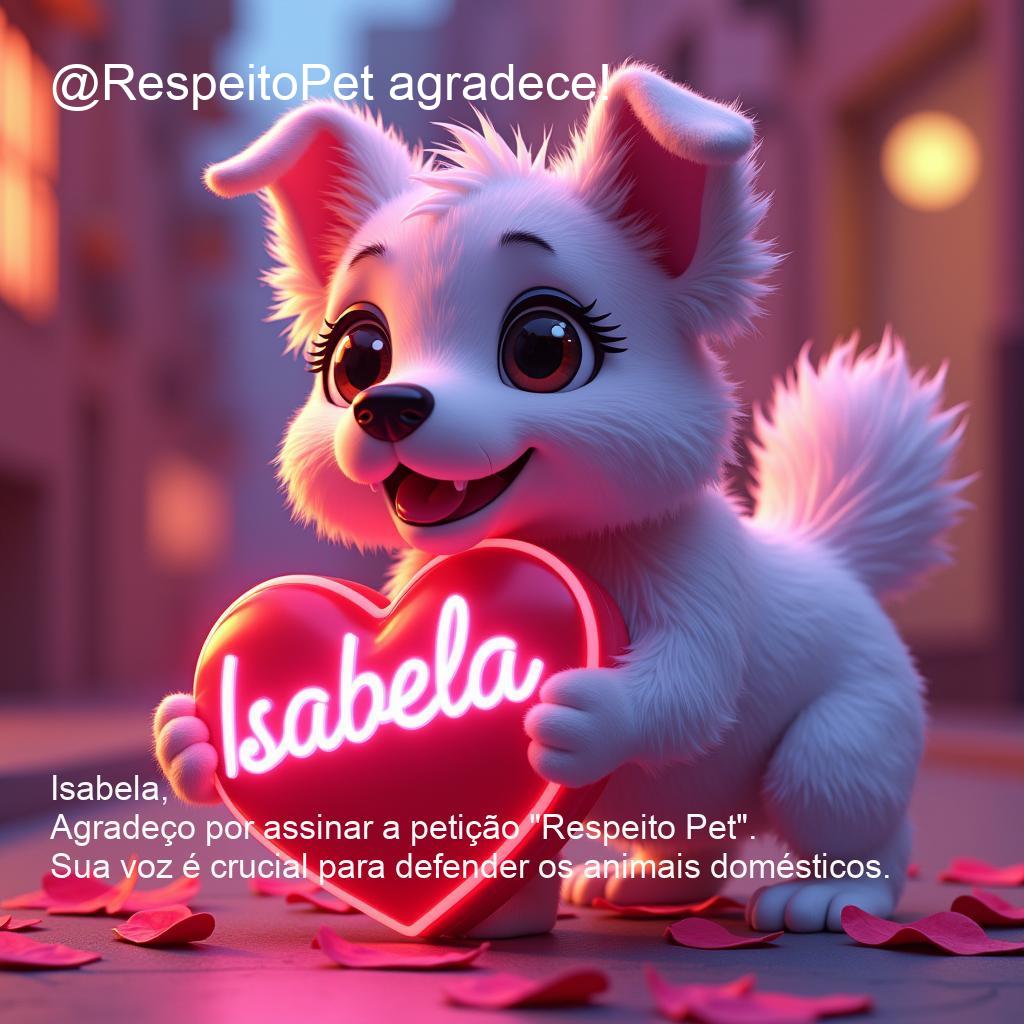 @RespeitoPet agradece!
Isabela
Isabela,
Agradeço por assinar a petição "Respeito Pet".
Sua voz é crucial para defender os animais domésticos.